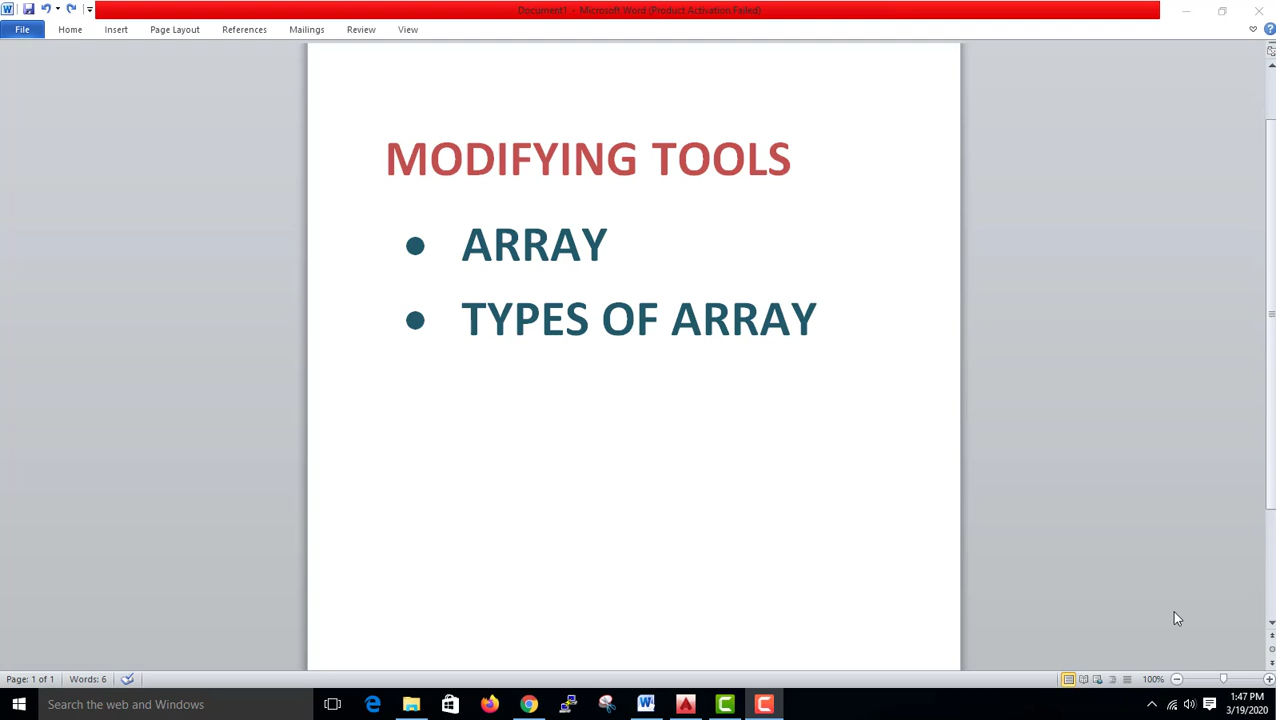 Document1 - Microsoft Word (Product Activation Failed)
File Home Insert Page Layout References Mailings Review View
MODIFYING TOOLS
● ARRAY
● TYPES OF ARRAY
Page: 1 of 1 Words: 6 100%
Search the web and Windows
1:47 PM
3/19/2020